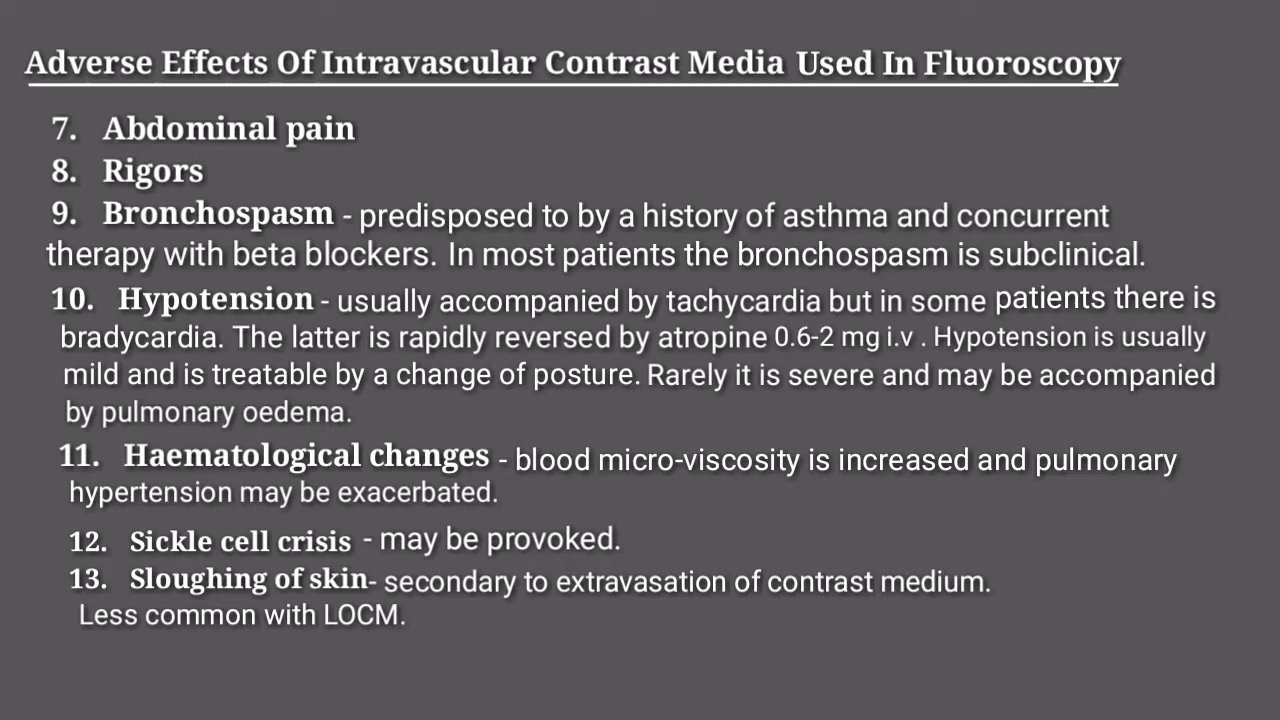 Adverse Effects Of Intravascular Contrast Media Used In Fluoroscopy
7. Abdominal pain
8. Rigors
9. Bronchospasm - predisposed to by a history of asthma and concurrent
therapy with beta blockers. In most patients the bronchospasm is subclinical.
10. Hypotension - usually accompanied by tachycardia but in some patients there is
bradycardia. The latter is rapidly reversed by atropine 0.6-2 mg i.v . Hypotension is usually
mild and is treatable by a change of posture. Rarely it is severe and may be accompanied
by pulmonary oedema.
11. Haematological changes - blood micro-viscosity is increased and pulmonary
hypertension may be exacerbated.
12. Sickle cell crisis - may be provoked.
13. Sloughing of skin- secondary to extravasation of contrast medium.
Less common with LOCM.